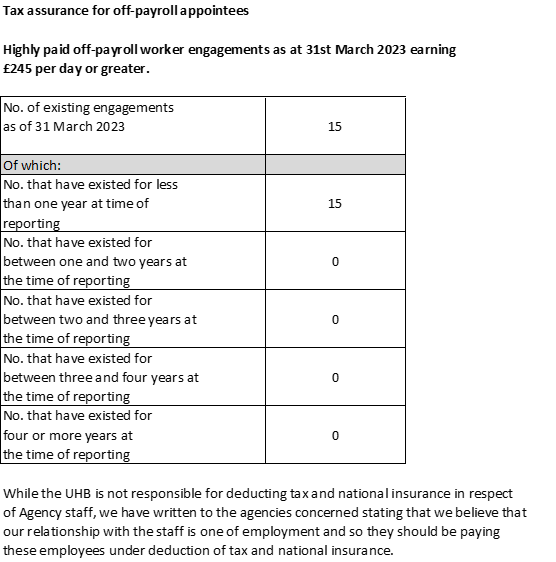 Tax assurance for off-payroll appointees
Highly paid off-payroll worker engagements as at 31st March 2023 earning
£245 per day or greater.
No. of existing engagements
as of 31 March 2023
15
Of which:
No. that have existed for less
than one year at time of
reporting
15
No. that have existed for
between one and two years at
the time of reporting
0
No. that have existed for
between two and three years at
the time of reporting
0
No. that have existed for
between three and four years at
the time of reporting
0
No. that have existed for
four or more years at
the time of reporting
0
While the UHB is not responsible for deducting tax and national insurance in respect
of Agency staff, we have written to the agencies concerned stating that we believe that
our relationship with the staff is one of employment and so they should be paying
these employees under deduction of tax and national insurance.